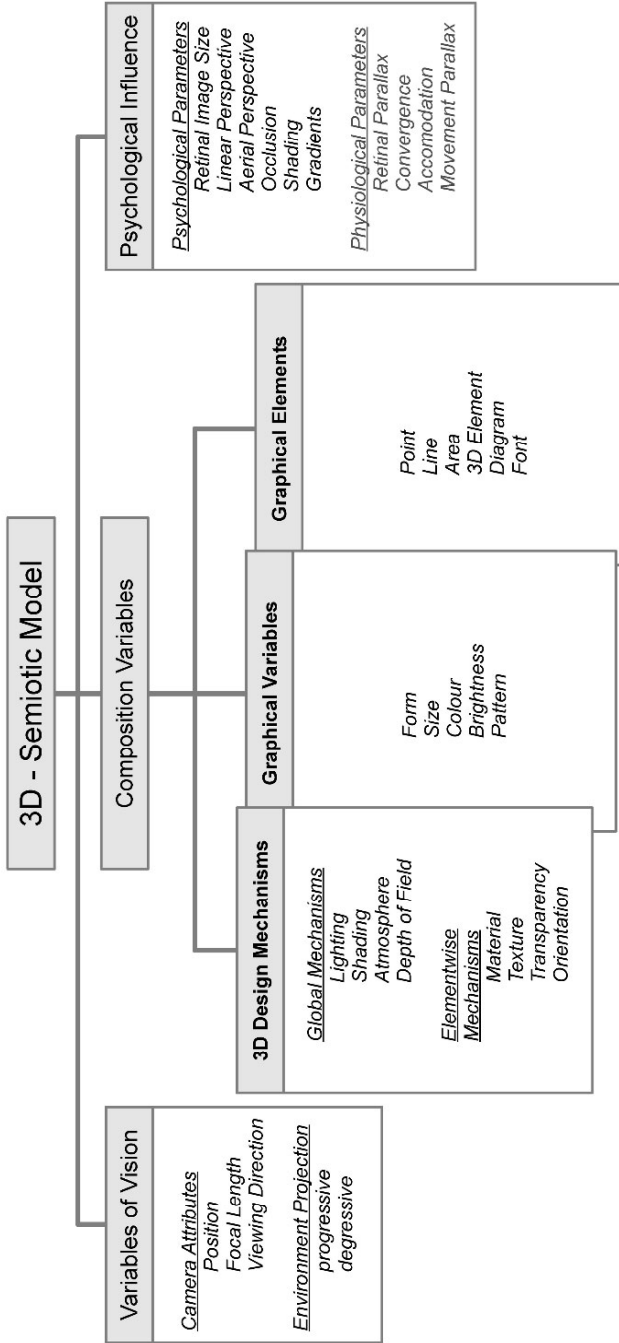 3D - Semiotic Model
Variables of Vision
Camera Attributes
Position
Focal Length
Viewing Direction
Environment Projection
progressive
degressive
Composition Variables
3D Design Mechanisms
Global Mechanisms
Lighting
Shading
Atmosphere
Depth of Field
Elementwise
Mechanisms
Material
Texture
Transparency
Orientation
Graphical Variables
Form
Size
Colour
Brightness
Pattern
Graphical Elements
Point
Line
Area
3D Element
Diagram
Font
Psychological Influence
Psychological Parameters
Retinal Image Size
Linear Perspective
Aerial Perspective
Occlusion
Shading
Gradients
Physiological Parameters
Retinal Parallax
Convergence
Accomodation
Movement Parallax